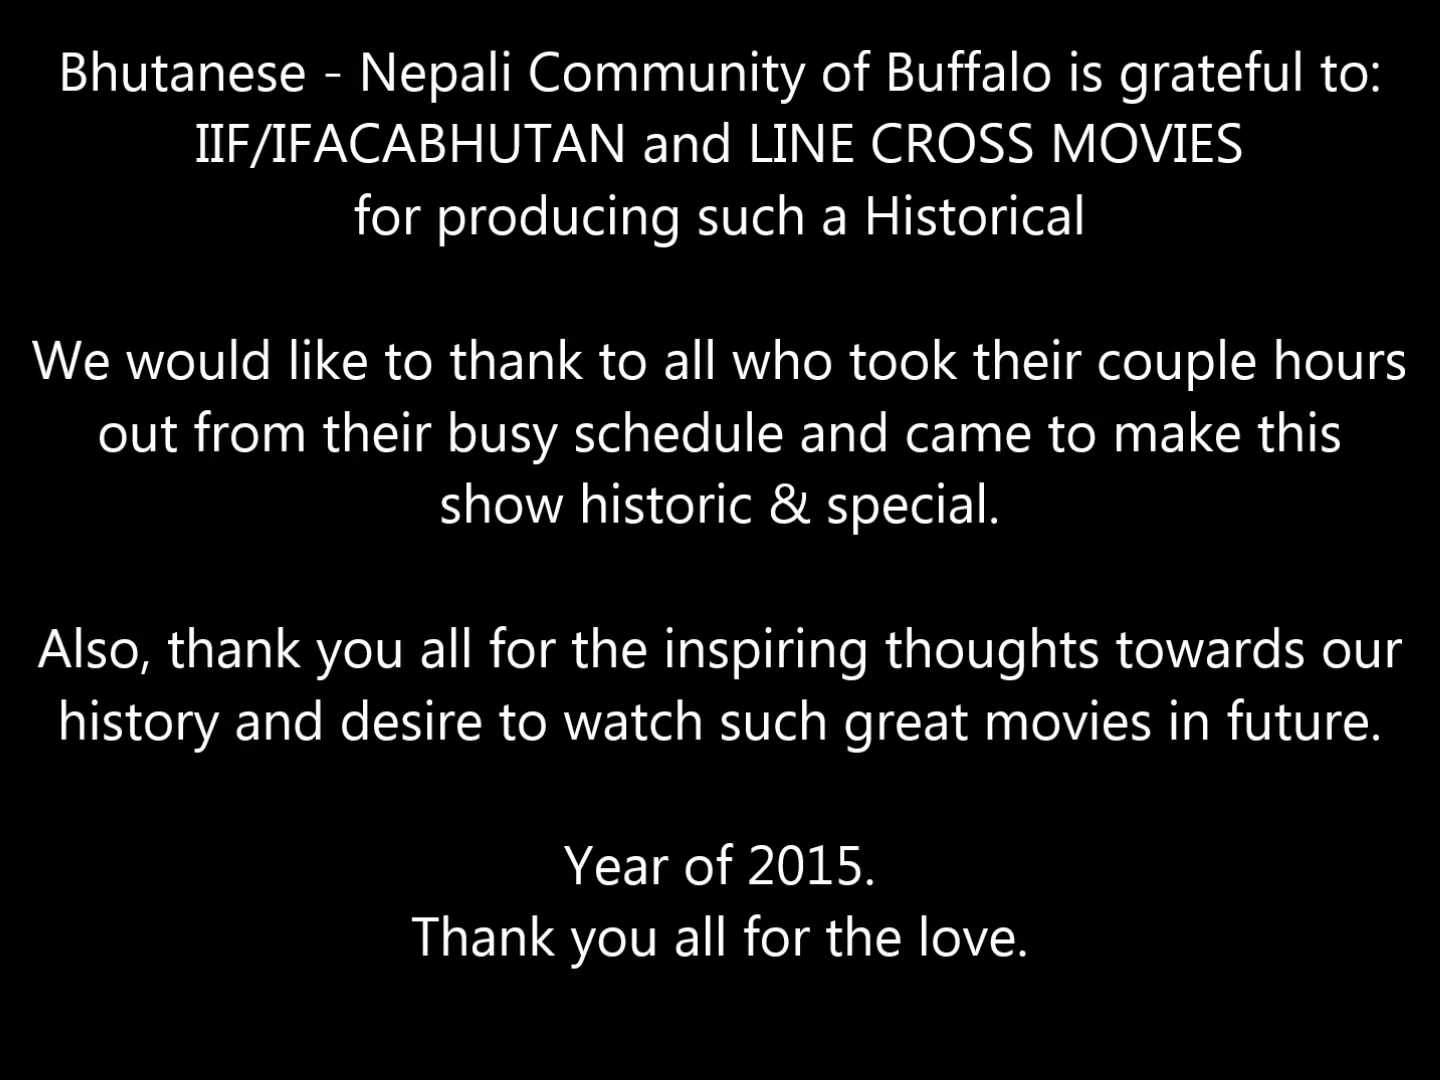 Bhutanese - Nepali Community of Buffalo is grateful to:
IIF/IFACABHUTAN and LINE CROSS MOVIES
for producing such a Historical
We would like to thank to all who took their couple hours
out from their busy schedule and came to make this
show historic & special.
Also, thank you all for the inspiring thoughts towards our
history and desire to watch such great movies in future.
Year of 2015.
Thank you all for the love.